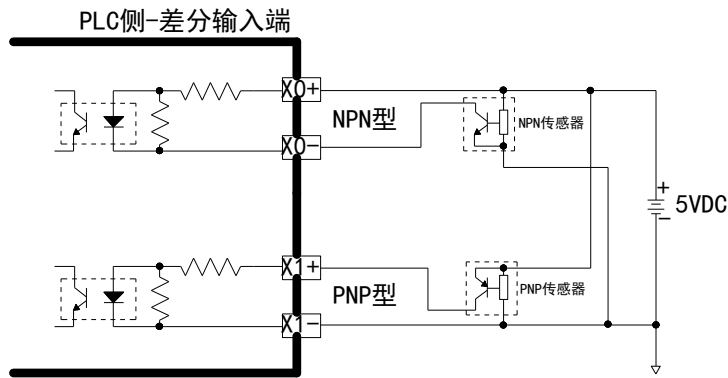 PLC侧-差分输入端
X0+
NPN型
NPN传感器
X0-
+
5VDC
-
X1+
PNP型
PNP传感器
X1-